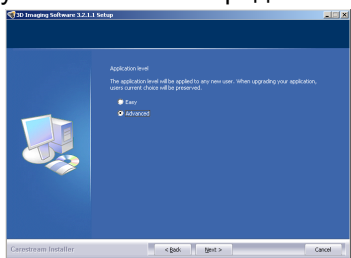 3D Imaging Software 3.2.1.1 Setup
Application level
The application level will be applied to any new user. When upgrading your application,
users current choice will be preserved.
Easy
Advanced
Carestream Installer
< Back
Next >
Cancel